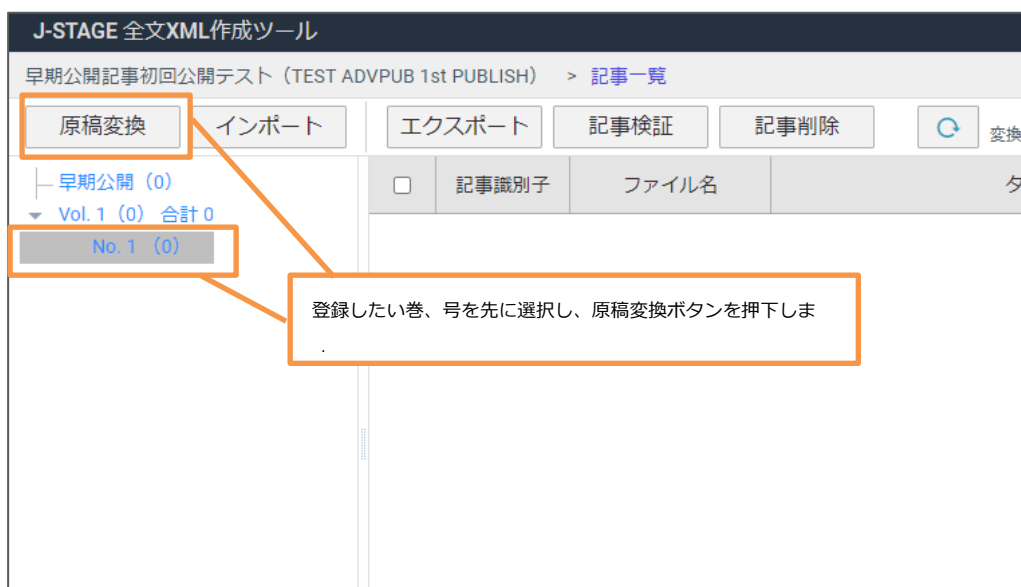 J-STAGE 全文XML作成ツール
早期公開記事初回公開テスト（TEST ADVPUB 1st PUBLISH） > 記事一覧
原稿変換 インポート エクスポート 記事検証 記事削除 変換
早期公開（0） 記事識別子 ファイル名 タ
Vol. 1（0） 合計 0
No. 1 （0）
登録したい巻、号を先に選択し、原稿変換ボタンを押下しま
.